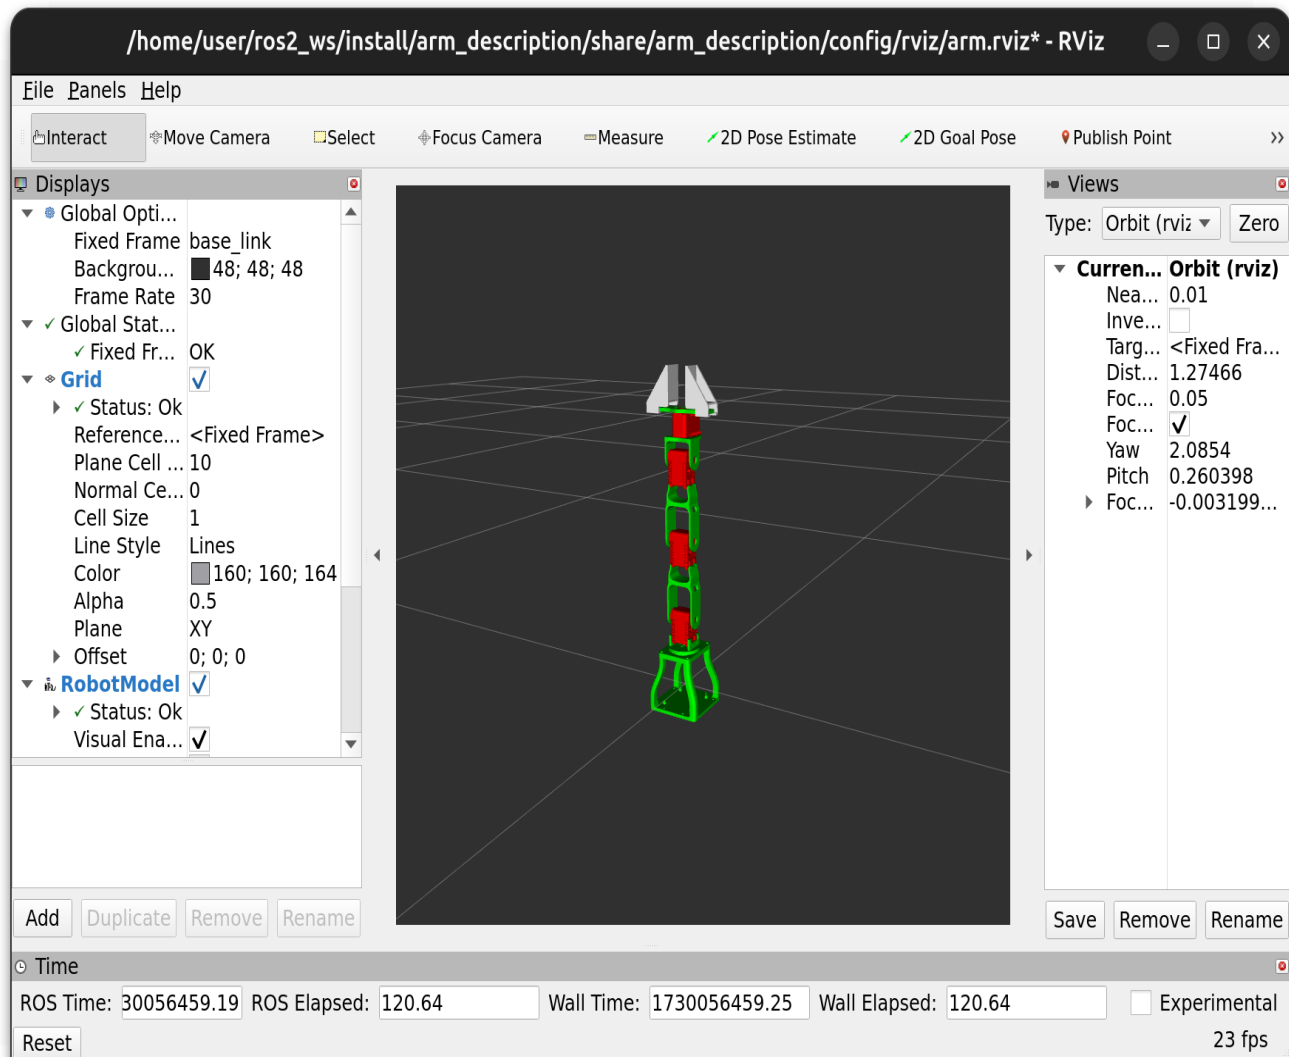 /home/user/ros2_ws/install/arm_description/share/arm_description/config/rviz/arm.rviz* - RViz
File Panels Help
Interact Move Camera Select Focus Camera Measure 2D Pose Estimate 2D Goal Pose Publish Point
Displays
Global Opti...
Fixed Frame base_link
Backgrou... 48; 48; 48
Frame Rate 30
Global Stat...
Fixed Fr... OK
Grid
Status: Ok
Reference... <Fixed Frame>
Plane Cell ... 10
Normal Ce... 0
Cell Size 1
Line Style Lines
Color 160; 160; 164
Alpha 0.5
Plane XY
Offset 0; 0; 0
RobotModel
Status: Ok
Visual Ena...
Add Duplicate Remove Rename
Views
Type: Orbit (rviz Zero
Curren... Orbit (rviz)
Nea... 0.01
Inve...
Targ... <Fixed Fra...
Dist... 1.27466
Foc... 0.05
Foc...
Yaw 2.0854
Pitch 0.260398
Foc... -0.003199...
Save Remove Rename
Time
ROS Time: 30056459.19 ROS Elapsed: 120.64 Wall Time: 1730056459.25 Wall Elapsed: 120.64 Experimental
Reset 23 fps